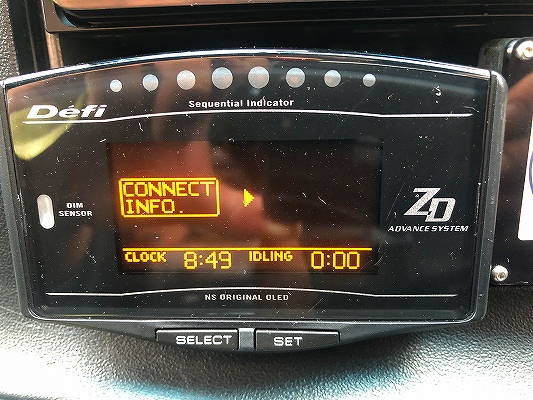 Défi
Sequential Indicator
DIM
SENSOR
CONNECT
INFO.
ZD
ADVANCE SYSTEM
CLOCK 8:49 IDLING 0:00
NS ORIGINAL OLED
SELECT SET